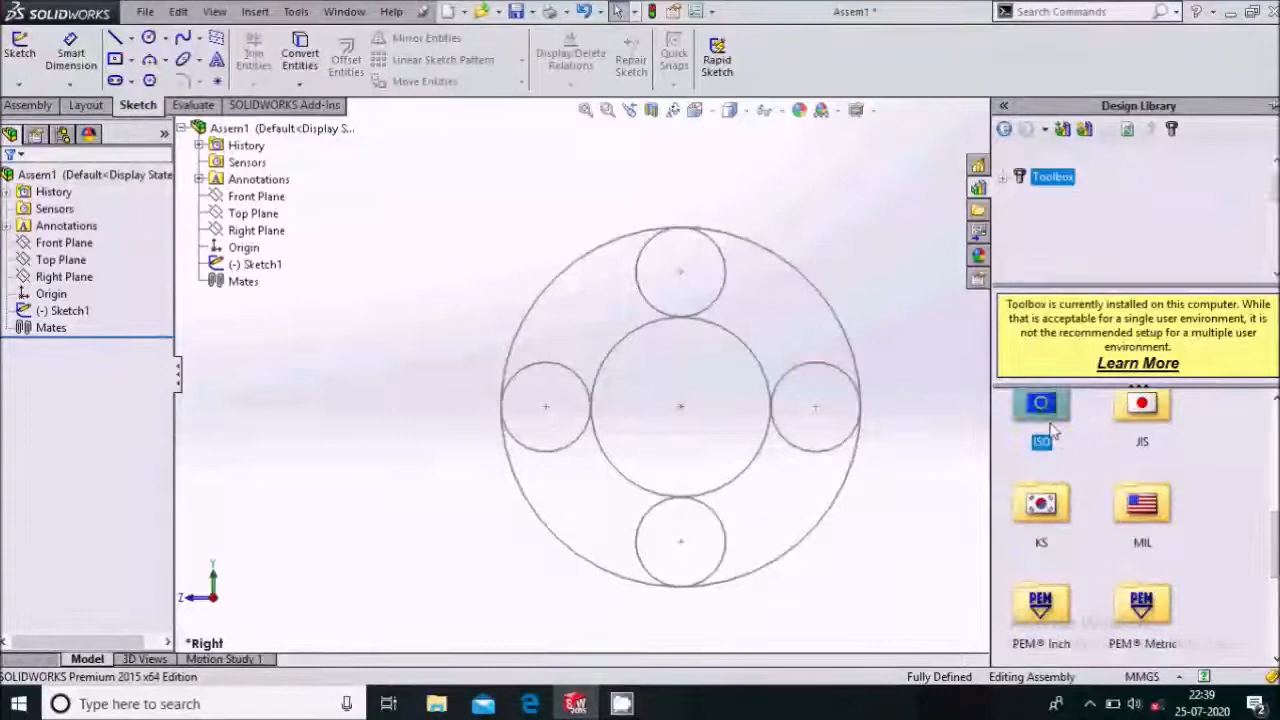 SOLIDWORKS File Edit View Insert Tools Window Help Assem1 * Search Commands
Sketch Smart Dimension Trim Entities Convert Entities Offset Entities Mirror Entities Linear Sketch Pattern Move Entities Display/Delete Relations Repair Sketch Quick Snaps Rapid Sketch
Assembly Layout Sketch Evaluate SOLIDWORKS Add-Ins
Design Library
Assem1 (Default<Display State
History
Sensors
Annotations
Front Plane
Top Plane
Right Plane
Origin
(-) Sketch1
Mates
Assem1 (Default<Display S...
History
Sensors
Annotations
Front Plane
Top Plane
Right Plane
Origin
(-) Sketch1
Mates
Toolbox
Toolbox is currently installed on this computer. While
that is acceptable for a single user environment, it is
not the recommended setup for a multiple user
environment.
Learn More
ISO JIS
KS MIL
PEM PEM
PEM® Inch PEM® Metric
Y
Z
*Right
Model 3D Views Motion Study 1
SOLIDWORKS Premium 2015 x64 Edition Fully Defined Editing Assembly MMGS
Type here to search
22:39
25-07-2020